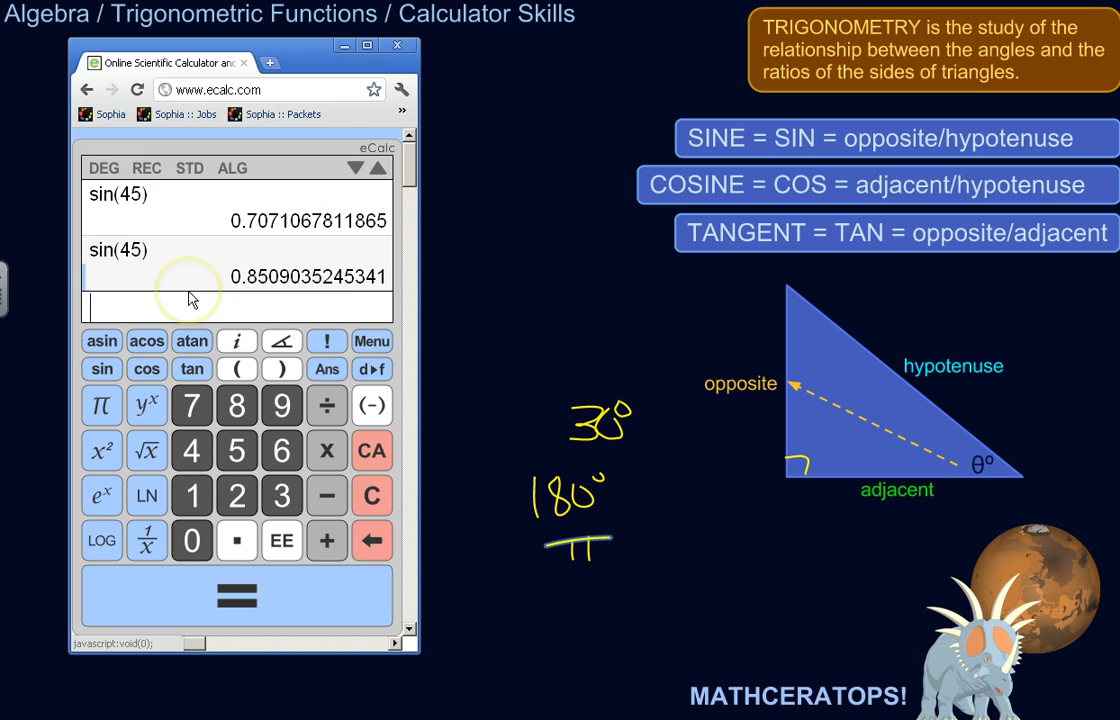 Algebra / Trigonometric Functions / Calculator Skills
TRIGONOMETRY is the study of the
relationship between the angles and the
ratios of the sides of triangles.
Online Scientific Calculator and
www.ecalc.com
Sophia
Sophia :: Jobs
Sophia :: Packets
»
eCalc
DEG REC STD ALG
sin(45)
0.7071067811865
sin(45)
0.8509035245341
asin acos atan i ∠ ! Menu
sin cos tan ( ) Ans d▸f
π yˣ 7 8 9 ÷ (−)
x² √x 4 5 6 x CA
eˣ LN 1 2 3 − C
LOG 1/x 0 . EE + ←
=
javascript:void(0);
SINE = SIN = opposite/hypotenuse
COSINE = COS = adjacent/hypotenuse
TANGENT = TAN = opposite/adjacent
opposite
hypotenuse
θº
adjacent
30°
180°
π
MATHCERATOPS!